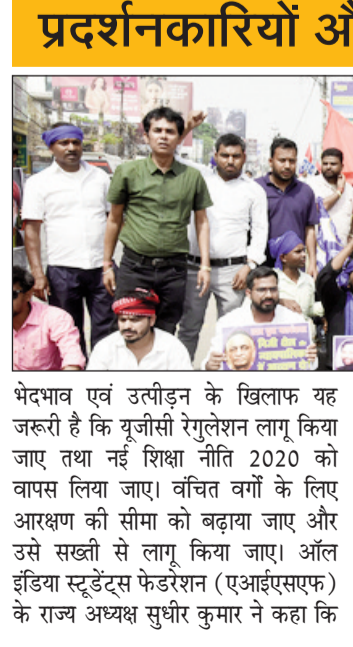 प्रदर्शनकारियों औ
भेदभाव एवं उत्पीड़न के खिलाफ यह
जरूरी है कि यूजीसी रेगुलेशन लागू किया
जाए तथा नई शिक्षा नीति 2020 को
वापस लिया जाए। वंचित वर्गों के लिए
आरक्षण की सीमा को बढ़ाया जाए और
उसे सख्ती से लागू किया जाए। ऑल
इंडिया स्टूडेंट्स फेडरेशन (एआईएसएफ)
के राज्य अध्यक्ष सुधीर कुमार ने कहा कि